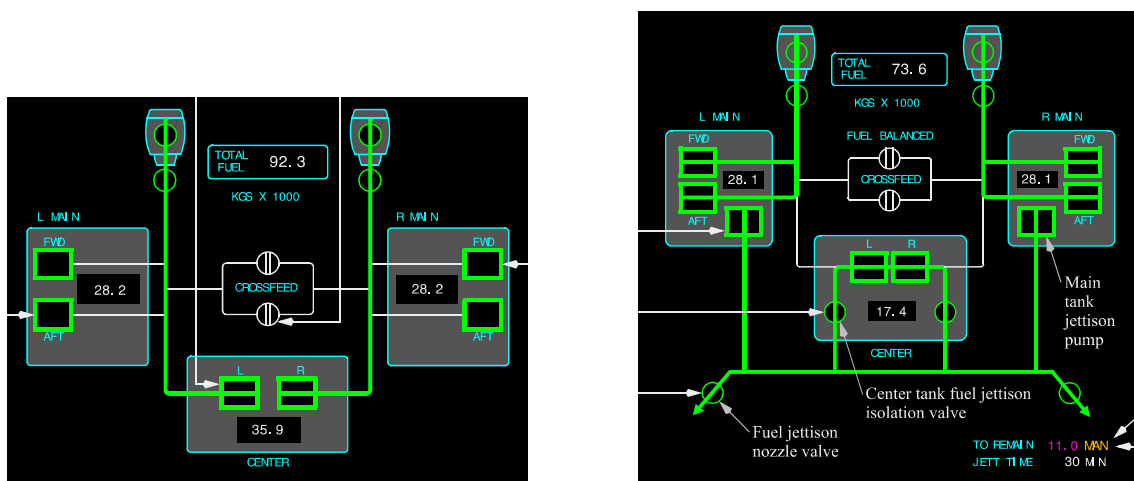 TOTAL
FUEL
92.3
KGS X 1000
L MAIN
R MAIN
FWD
FWD
28.2
28.2
CROSSFEED
AFT
AFT
L
R
35.9
CENTER
TOTAL
FUEL
73.6
KGS X 1000
L MAIN
R MAIN
FWD
FUEL BALANCED
FWD
28.1
CROSSFEED
28.1
AFT
AFT
L
R
17.4
CENTER
Main
tank
jettison
pump
Center tank fuel jettison
isolation valve
Fuel jettison
nozzle valve
TO REMAIN 11.0 MAN
JETT TIME 30 MIN